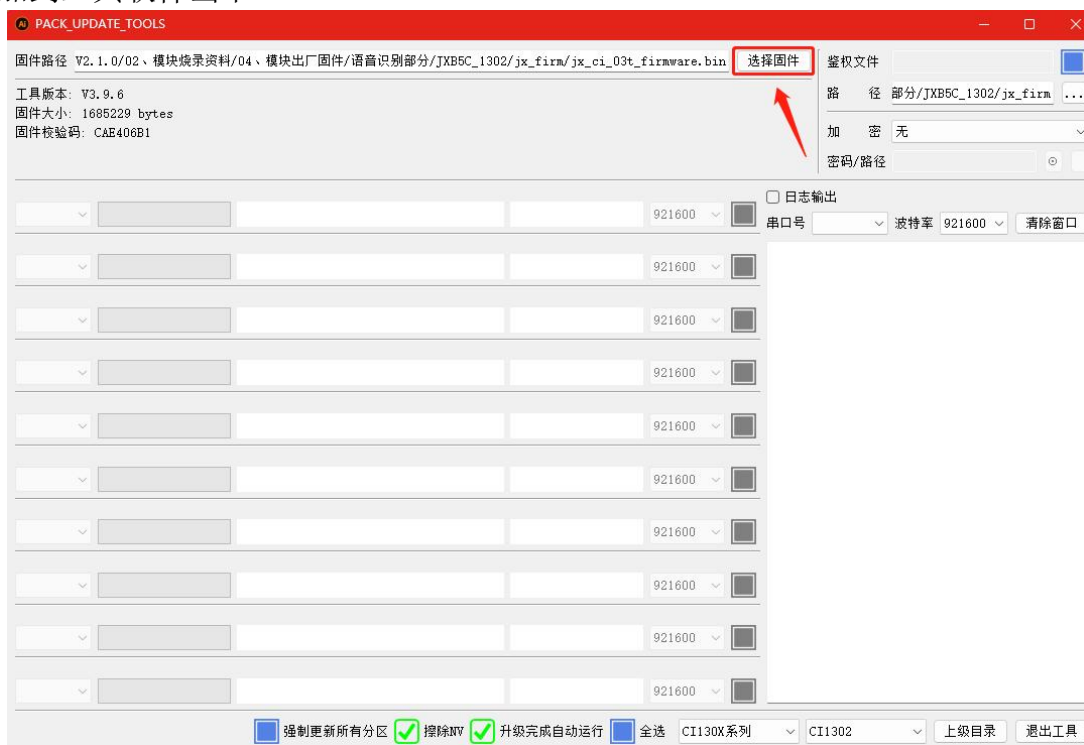 PACK_UPDATE_TOOLS
固件路径 V2.1.0/02、模块烧录资料/04、模块出厂固件/语音识别部分/JXB5C_1302/jx_firm/jx_ci_03t_firmware.bin 选择固件
鉴权文件
工具版本: V3.9.6
固件大小: 1685229 bytes
固件校验码: CAE406B1
路 径 部分/JXB5C_1302/jx_firm ...
加 密 无
密码/路径
日志输出
串口号 波特率 921600 清除窗口
921600
921600
921600
921600
921600
921600
921600
921600
921600
921600
强制更新所有分区 擦除NV 升级完成自动运行 全选 CI130X系列 CI1302 上级目录 退出工具